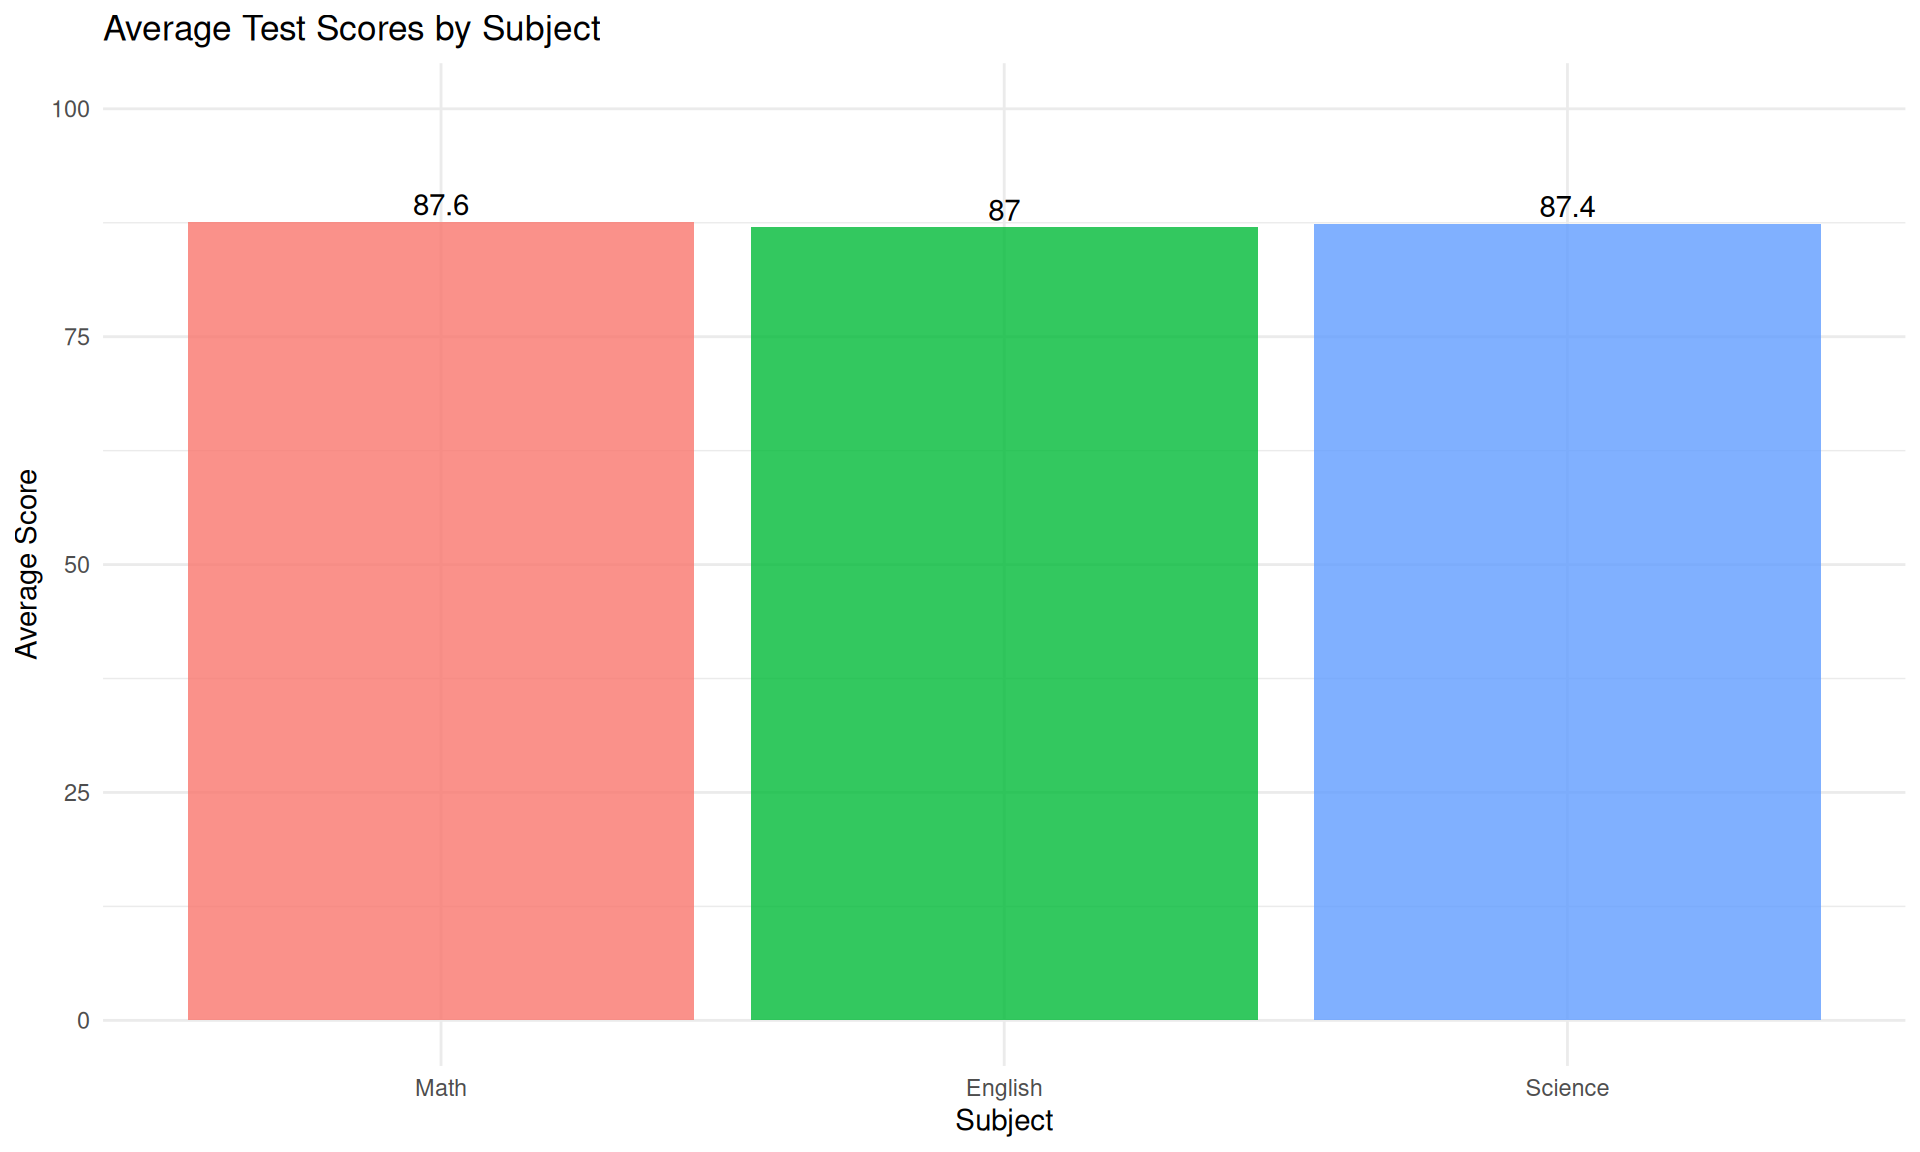 Average Test Scores by Subject
100
87.6
87
87.4
75
50
25
0
Average Score
Math
English
Science
Subject